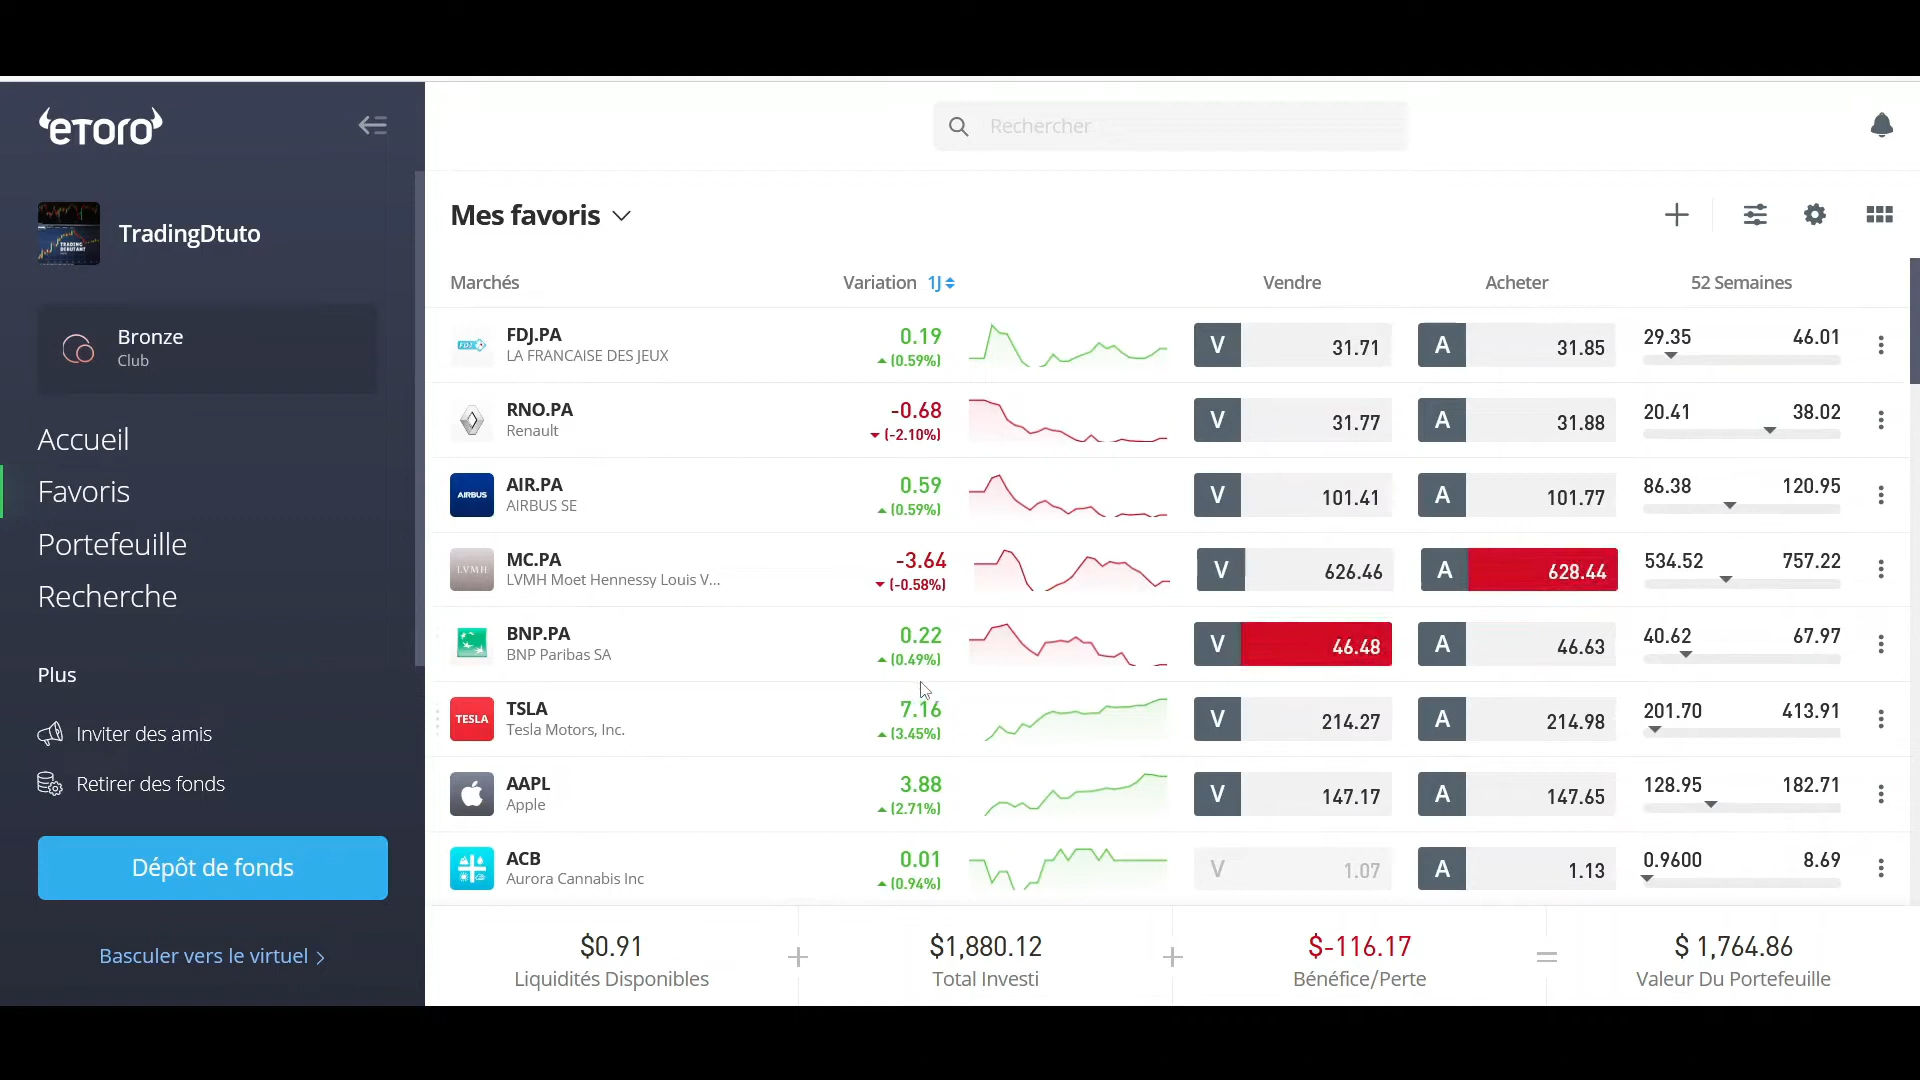 eToro
Rechercher
TradingDtuto
Bronze
Club
Accueil
Favoris
Portefeuille
Recherche
Plus
Inviter des amis
Retirer des fonds
Dépôt de fonds
Basculer vers le virtuel >
Mes favoris
Marchés Variation 1J Vendre Acheter 52 Semaines
FDJ FDJ.PA 0.19 V 31.71 A 31.85 29.35 46.01
LA FRANCAISE DES JEUX (0.59%)
RNO.PA -0.68 V 31.77 A 31.88 20.41 38.02
Renault (-2.10%)
AIRBUS AIR.PA 0.59 V 101.41 A 101.77 86.38 120.95
AIRBUS SE (0.59%)
LVMH MC.PA -3.64 V 626.46 A 628.44 534.52 757.22
LVMH Moet Hennessy Louis V... (-0.58%)
BNP.PA 0.22 V 46.48 A 46.63 40.62 67.97
BNP Paribas SA (0.49%)
TESLA TSLA 7.16 V 214.27 A 214.98 201.70 413.91
Tesla Motors, Inc. (3.45%)
AAPL 3.88 V 147.17 A 147.65 128.95 182.71
Apple (2.71%)
ACB 0.01 V 1.07 A 1.13 0.9600 8.69
Aurora Cannabis Inc (0.94%)
$0.91 + $1,880.12 + $-116.17 = $ 1,764.86
Liquidités Disponibles Total Investi Bénéfice/Perte Valeur Du Portefeuille